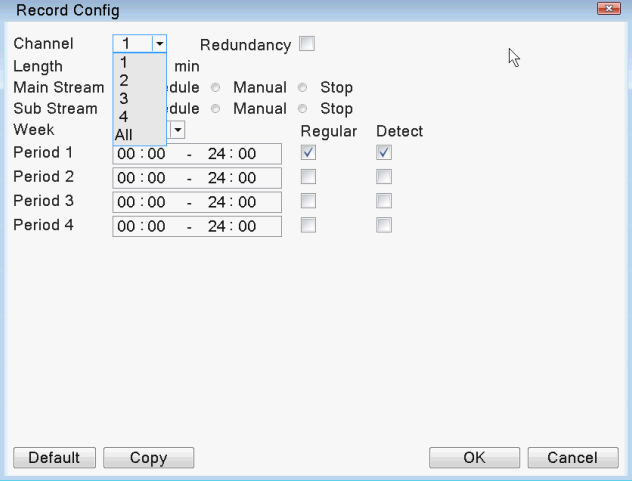 Record Config
Channel 1 Redundancy
Length 1 min
Main Stream 2 dule Manual Stop
Sub Stream 3 dule Manual Stop
4
Week All Regular Detect
Period 1 00:00 - 24:00
Period 2 00:00 - 24:00
Period 3 00:00 - 24:00
Period 4 00:00 - 24:00
Default Copy OK Cancel